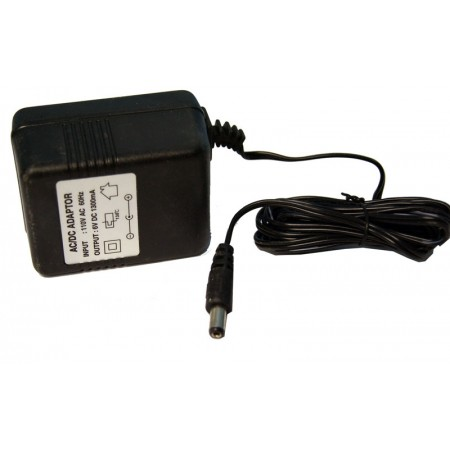 AC/DC ADAPTOR
INPUT : 110V AC 60Hz
OUTPUT : 6V DC 1300mA